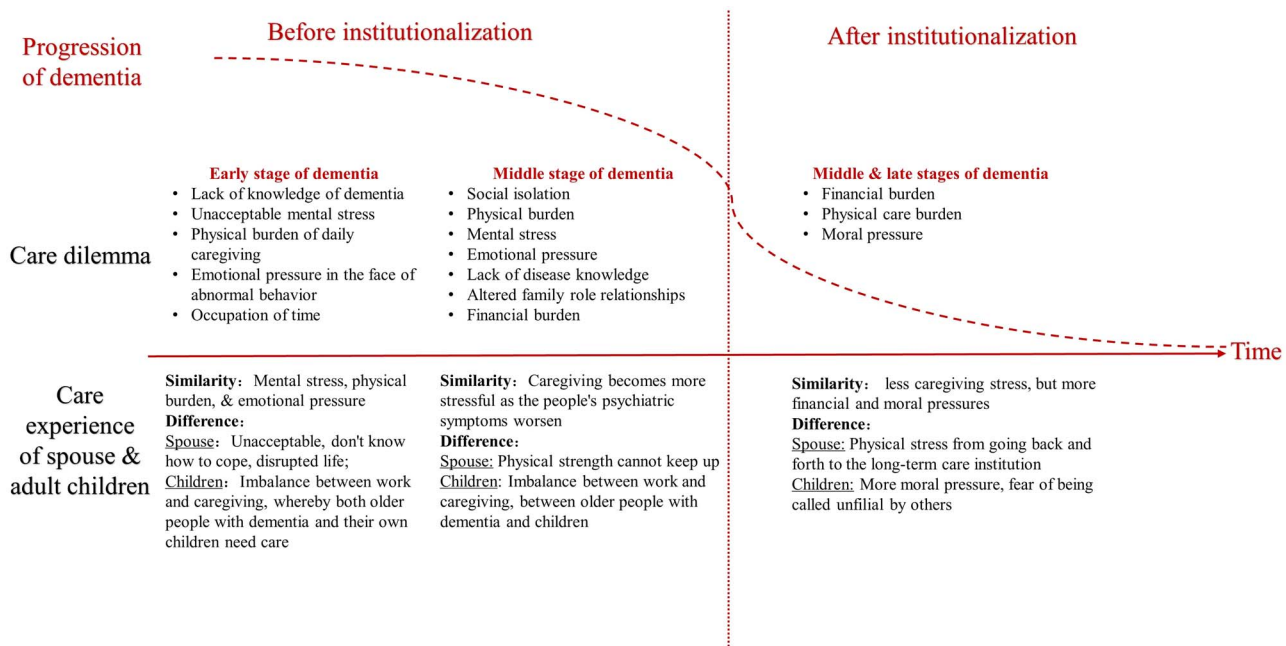 Progression
of dementia
Before institutionalization
After institutionalization
Care dilemma
Early stage of dementia
• Lack of knowledge of dementia
• Unacceptable mental stress
• Physical burden of daily
caregiving
• Emotional pressure in the face of
abnormal behavior
• Occupation of time
Middle stage of dementia
• Social isolation
• Physical burden
• Mental stress
• Emotional pressure
• Lack of disease knowledge
• Altered family role relationships
• Financial burden
Middle & late stages of dementia
• Financial burden
• Physical care burden
• Moral pressure
Time
Care
experience
of spouse &
adult children
Similarity：Mental stress, physical
burden, & emotional pressure
Difference：
Spouse：Unacceptable, don't know
how to cope, disrupted life;
Children：Imbalance between work
and caregiving, whereby both older
people with dementia and their own
children need care
Similarity：Caregiving becomes more
stressful as the people's psychiatric
symptoms worsen
Difference：
Spouse: Physical strength cannot keep up
Children: Imbalance between work and
caregiving, between older people with
dementia and children
Similarity： less caregiving stress, but more
financial and moral pressures
Difference：
Spouse: Physical stress from going back and
forth to the long-term care institution
Children: More moral pressure, fear of being
called unfilial by others